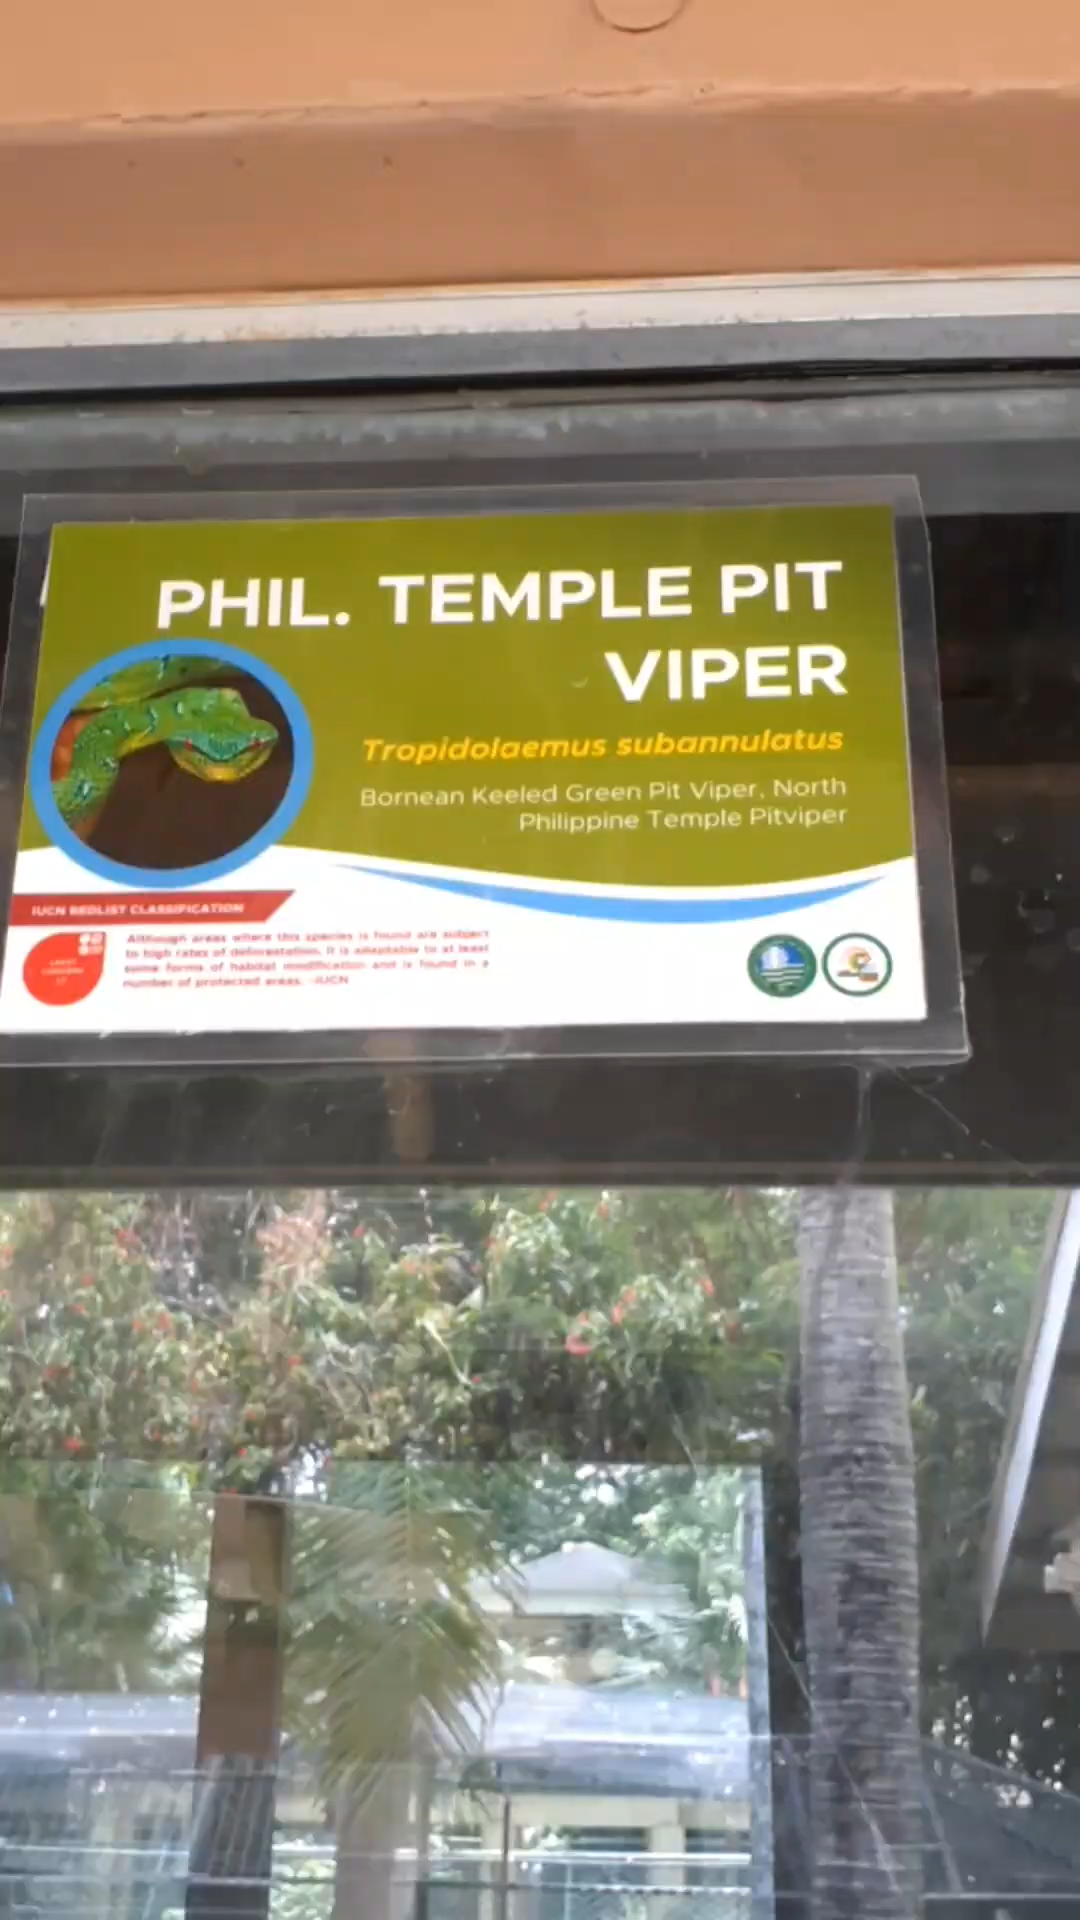 PHIL. TEMPLE PIT
VIPER
Tropidolaemus subannulatus
Bornean Keeled Green Pit Viper, North
Philippine Temple Pitviper
IUCN REDLIST CLASSIFICATION
Although areas where this species is found are subject
to high rates of deforestation, it is adaptable to at least
some forms of habitat modification and is found in a
number of protected areas. -IUCN
LEAST
CONCERN